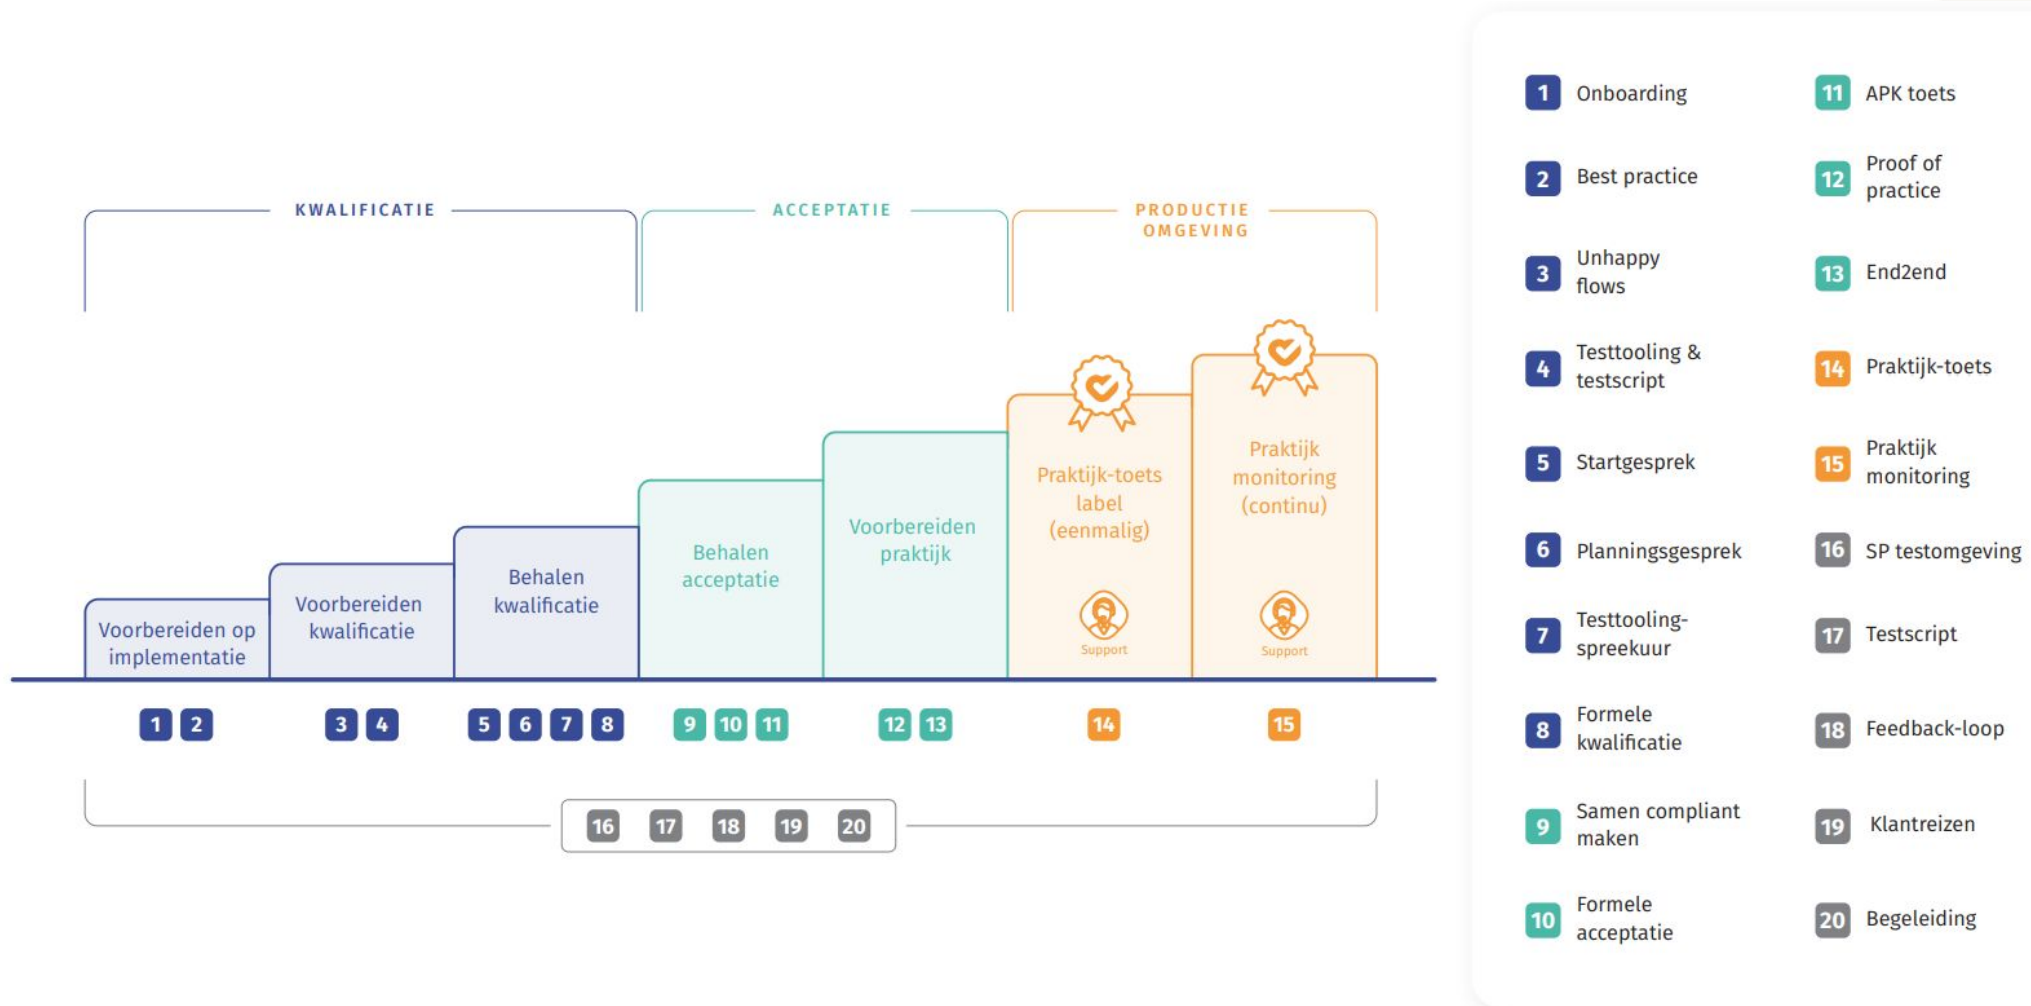 KWALIFICATIE
ACCEPTATIE
PRODUCTIE
OMGEVING
Voorbereiden op
implementatie
Voorbereiden
kwalificatie
Behalen
kwalificatie
Behalen
acceptatie
Voorbereiden
praktijk
Praktijk-toets
label
(eenmalig)
Support
Praktijk
monitoring
(continu)
Support
1 2
3 4
5 6 7 8
9 10 11
12 13
14
15
16 17 18 19 20
1 Onboarding
2 Best practice
3 Unhappy
flows
4 Testtooling &
testscript
5 Startgesprek
6 Planningsgesprek
7 Testtooling-
spreekuur
8 Formele
kwalificatie
9 Samen compliant
maken
10 Formele
acceptatie
11 APK toets
12 Proof of
practice
13 End2end
14 Praktijk-toets
15 Praktijk
monitoring
16 SP testomgeving
17 Testscript
18 Feedback-loop
19 Klantreizen
20 Begeleiding